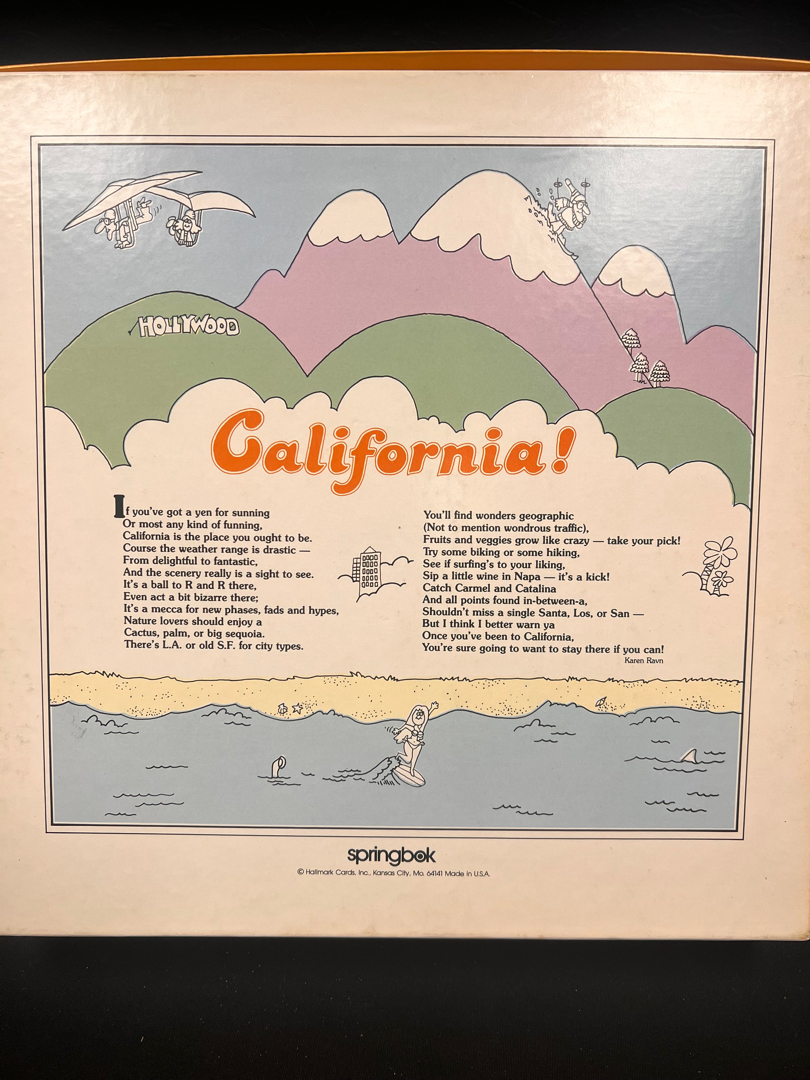 HOLLYWOOD
California!
If you've got a yen for sunning
Or most any kind of funning,
California is the place you ought to be.
Course the weather range is drastic —
From delightful to fantastic,
And the scenery really is a sight to see.
It's a ball to R and R there,
Even act a bit bizarre there;
It's a mecca for new phases, fads and hypes,
Nature lovers should enjoy a
Cactus, palm, or big sequoia.
There's L.A. or old S.F. for city types.
You'll find wonders geographic
(Not to mention wondrous traffic),
Fruits and veggies grow like crazy — take your pick!
Try some biking or some hiking,
See if surfing's to your liking,
Sip a little wine in Napa — it's a kick!
Catch Carmel and Catalina
And all points found in-between-a,
Shouldn't miss a single Santa, Los, or San —
But I think I better warn ya
Once you've been to California,
You're sure going to want to stay there if you can!
Karen Ravn
springbok
© Hallmark Cards, Inc., Kansas City, Mo. 64141 Made in U.S.A.